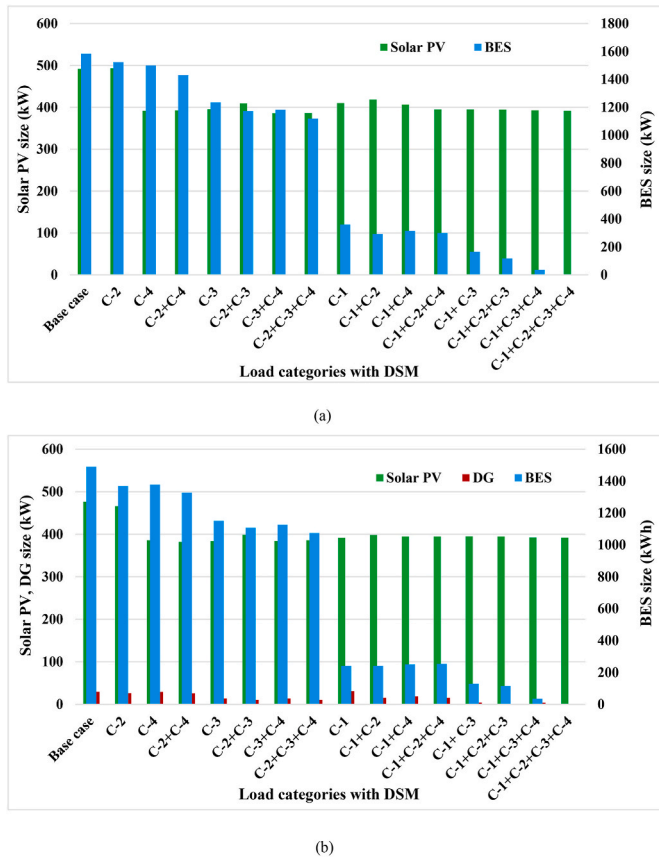 600
500
400
300
200
100
0
Solar PV size (kW)
Solar PV
BES
1800
1600
1400
1200
1000
800
600
400
200
0
BES size (kW)
Base case
C-2
C-4
C-2+C-4
C-3
C-2+C-3
C-3+C-4
C-2+C-3+C-4
C-1
C-1+C-2
C-1+C-4
C-1+C-2+C-4
C-1+ C-3
C-1+C-2+C-3
C-1+C-3+C-4
C-1+C-2+C-3+C-4
Load categories with DSM
(a)
600
500
400
300
200
100
0
Solar PV, DG size (kW)
Solar PV
DG
BES
1600
1400
1200
1000
800
600
400
200
0
BES size (kWh)
Base case
C-2
C-4
C-2+C-4
C-3
C-2+C-3
C-3+C-4
C-2+C-3+C-4
C-1
C-1+C-2
C-1+C-4
C-1+C-2+C-4
C-1+ C-3
C-1+C-2+C-3
C-1+C-3+C-4
C-1+C-2+C-3+C-4
Load categories with DSM
(b)